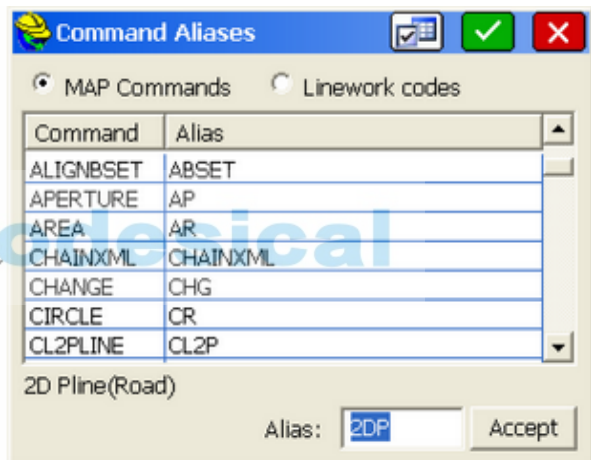 Command Aliases
MAP Commands Linework codes
Command Alias
ALIGNBSET ABSET
APERTURE AP
AREA AR
CHAINXML CHAINXML
CHANGE CHG
CIRCLE CR
CL2PLINE CL2P
odesical
2D Pline(Road)
Alias: 2DP Accept